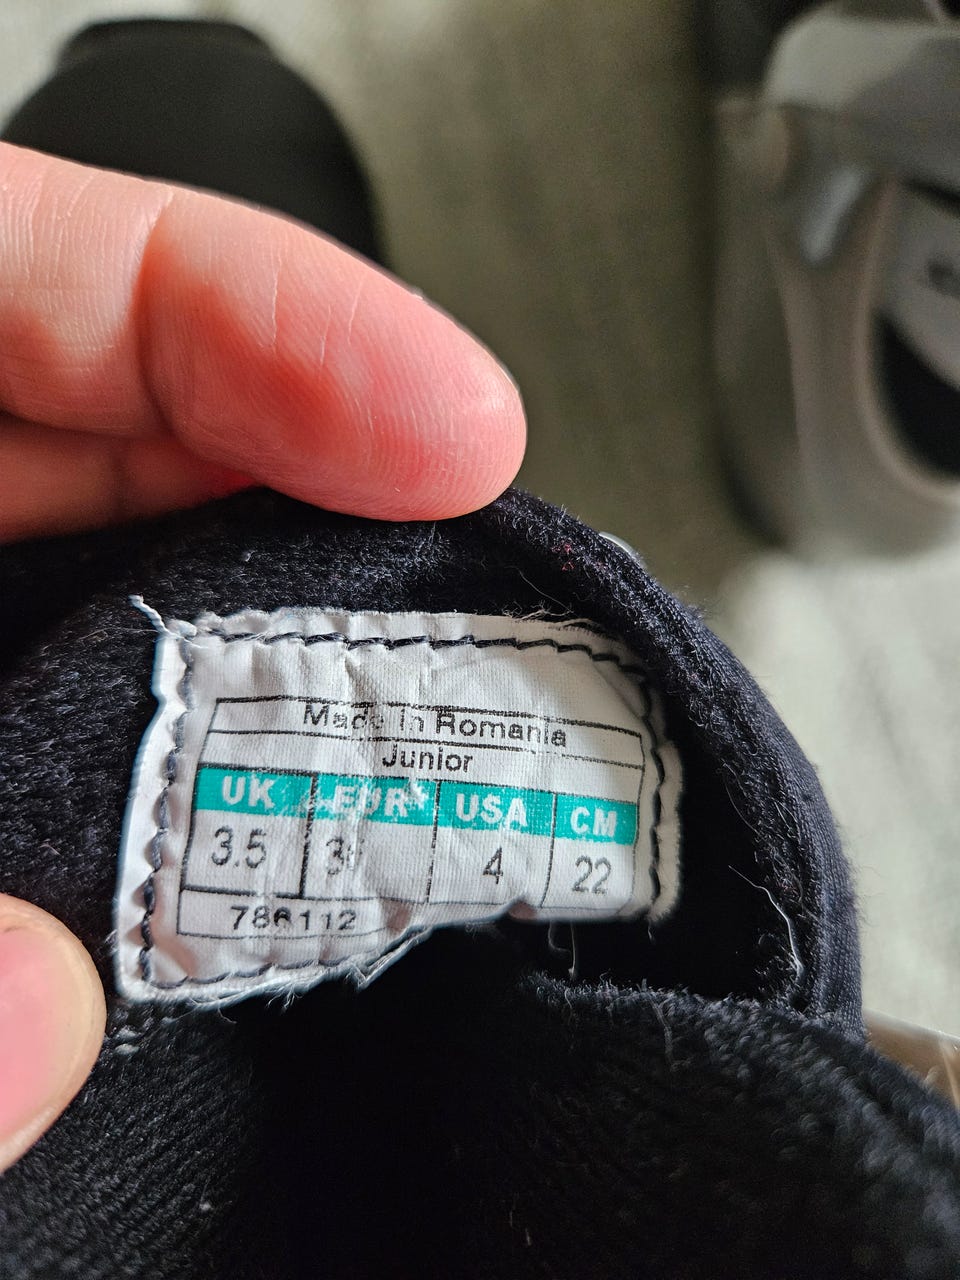 Made in Romania
Junior
UK EUR USA CM
3.5 4 22